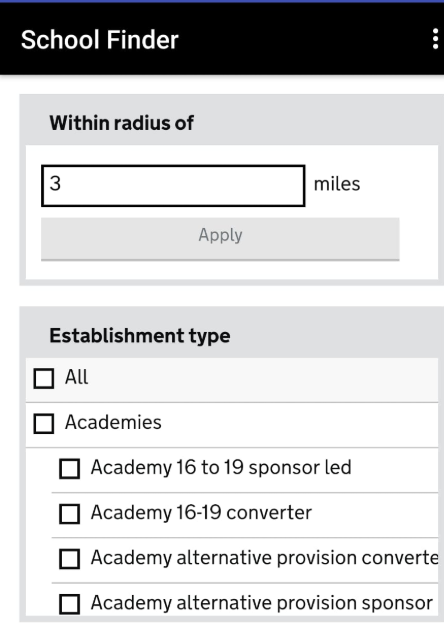 School Finder
Within radius of
3 miles
Apply
Establishment type
All
Academies
Academy 16 to 19 sponsor led
Academy 16-19 converter
Academy alternative provision converte
Academy alternative provision sponsor